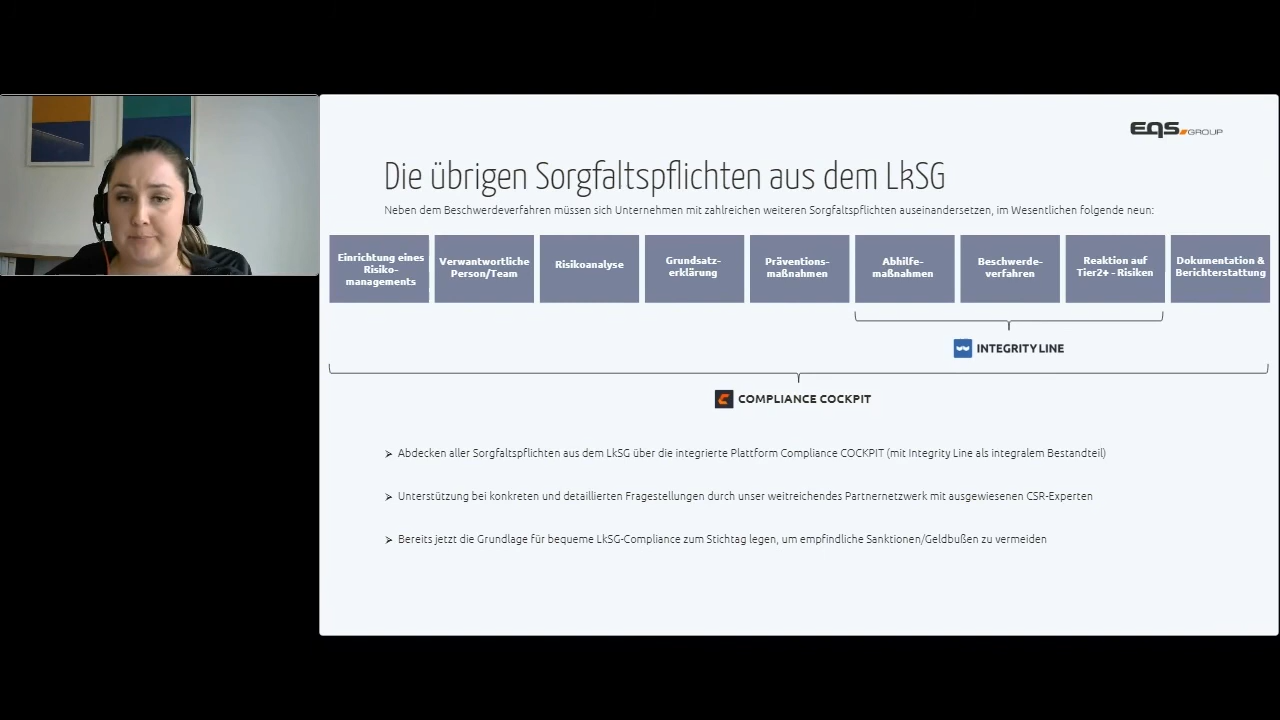 EQS GROUP
Die übrigen Sorgfaltspflichten aus dem LkSG
Neben dem Beschwerdeverfahren müssen sich Unternehmen mit zahlreichen weiteren Sorgfaltspflichten auseinandersetzen, im Wesentlichen folgende neun:
Einrichtung eines
Risiko-
managements
Verwantwortliche
Person/Team
Risikoanalyse
Grundsatz-
erklärung
Präventions-
maßnahmen
Abhilfe-
maßnahmen
Beschwerde-
verfahren
Reaktion auf
Tier2+ - Risiken
Dokumentation &
Berichterstattung
INTEGRITY LINE
COMPLIANCE COCKPIT
➢ Abdecken aller Sorgfaltspflichten aus dem LkSG über die integrierte Plattform Compliance COCKPIT (mit Integrity Line als integralem Bestandteil)
➢ Unterstützung bei konkreten und detaillierten Fragestellungen durch unser weitreichendes Partnernetzwerk mit ausgewiesenen CSR-Experten
➢ Bereits jetzt die Grundlage für bequeme LkSG-Compliance zum Stichtag legen, um empfindliche Sanktionen/Geldbußen zu vermeiden